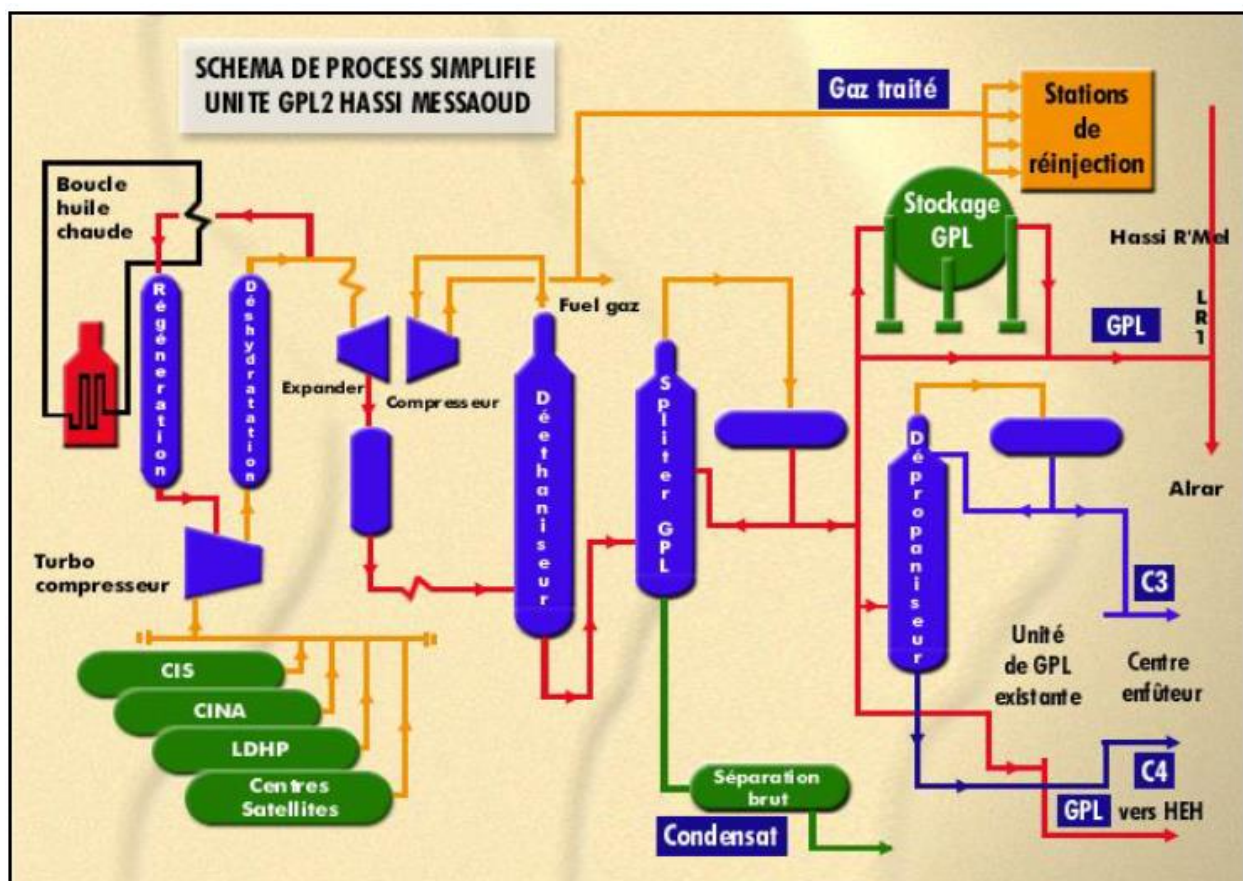 SCHEMA DE PROCESS SIMPLIFIE
UNITE GPL2 HASSI MESSAOUD
Gaz traité
Stations
de
réinjection
Boucle
huile
chaude
Stockage
GPL
Hassi R'Mel
LR1
GPL
Fuel gaz
Régéneration
Déshydratation
Expander
Compresseur
Déethaniseur
Spliter GPL
Dépropaniseur
Alrar
Turbo
compresseur
C3
Unité
de GPL
existante
Centre
enfûteur
CIS
CINA
LDHP
Centres
Satellites
Séparation
brut
Condensat
C4
GPL vers HEH